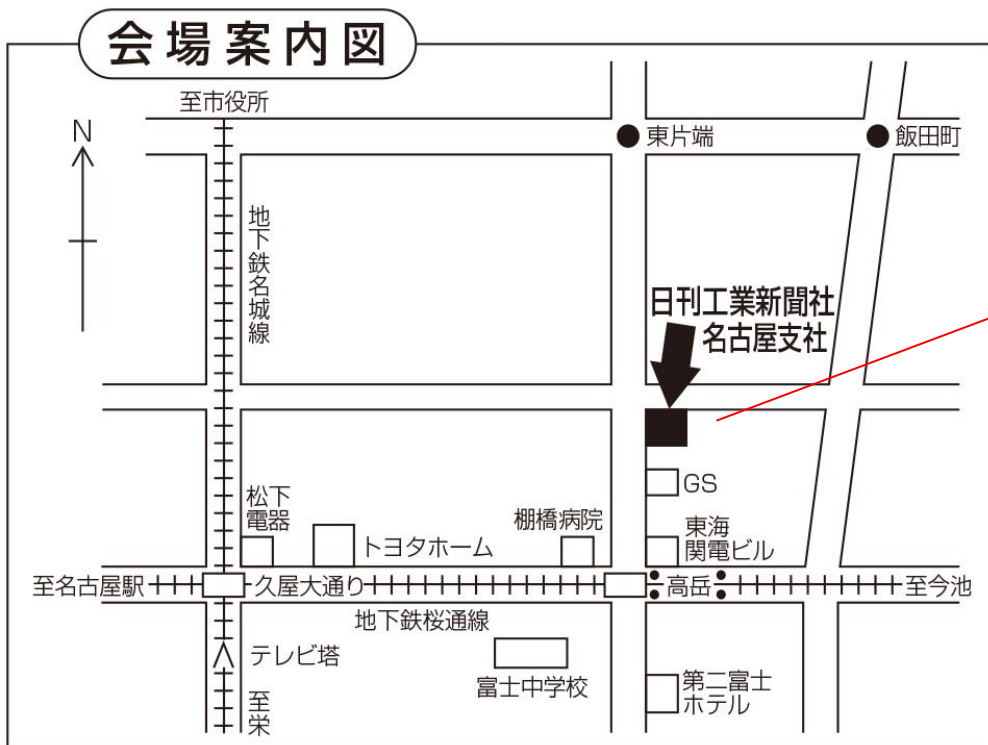 会場案内図
至市役所
N
東片端
飯田町
地下鉄名城線
日刊工業新聞社
名古屋支社
GS
松下
電器
トヨタホーム
棚橋病院
東海
関電ビル
至名古屋駅
久屋大通り
高岳
至今池
地下鉄桜通線
テレビ塔
富士中学校
第二富士
ホテル
至栄